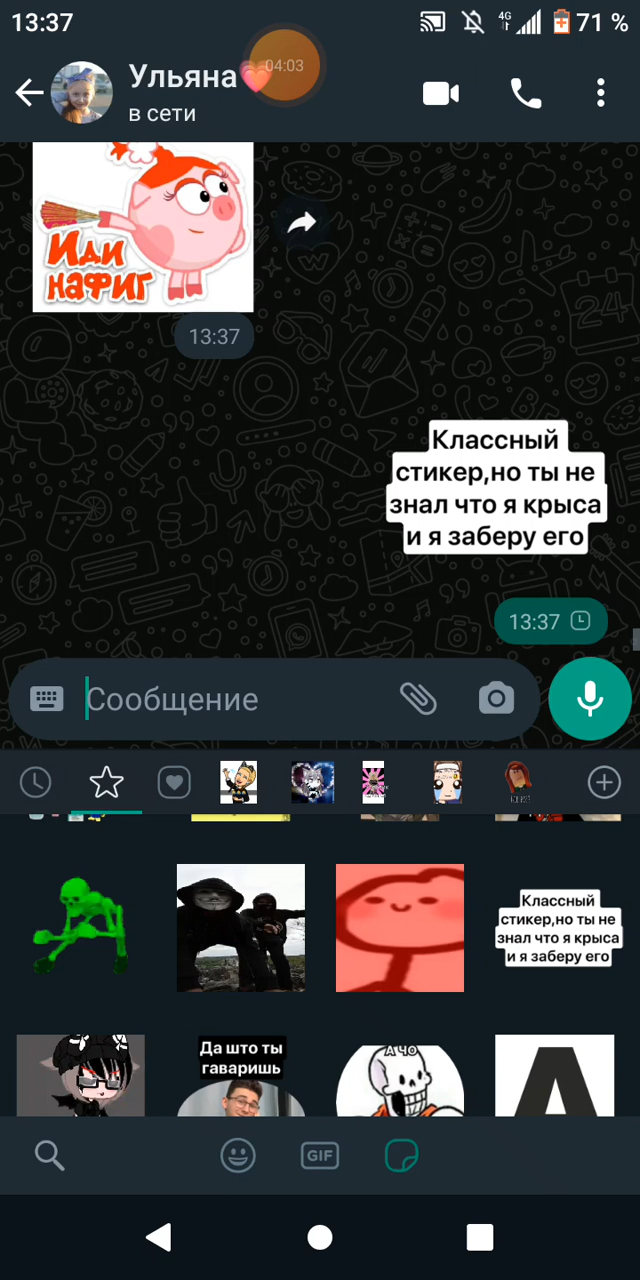 13:37
4G
71 %
04:03
Ульяна
в сети
Иди
нафиг
13:37
Классный
стикер,но ты не
знал что я крыса
и я заберу его
13:37
Сообщение
Классный
стикер,но ты не
знал что я крыса
и я заберу его
Да што ты
гаваришь
А ЧО
А
GIF